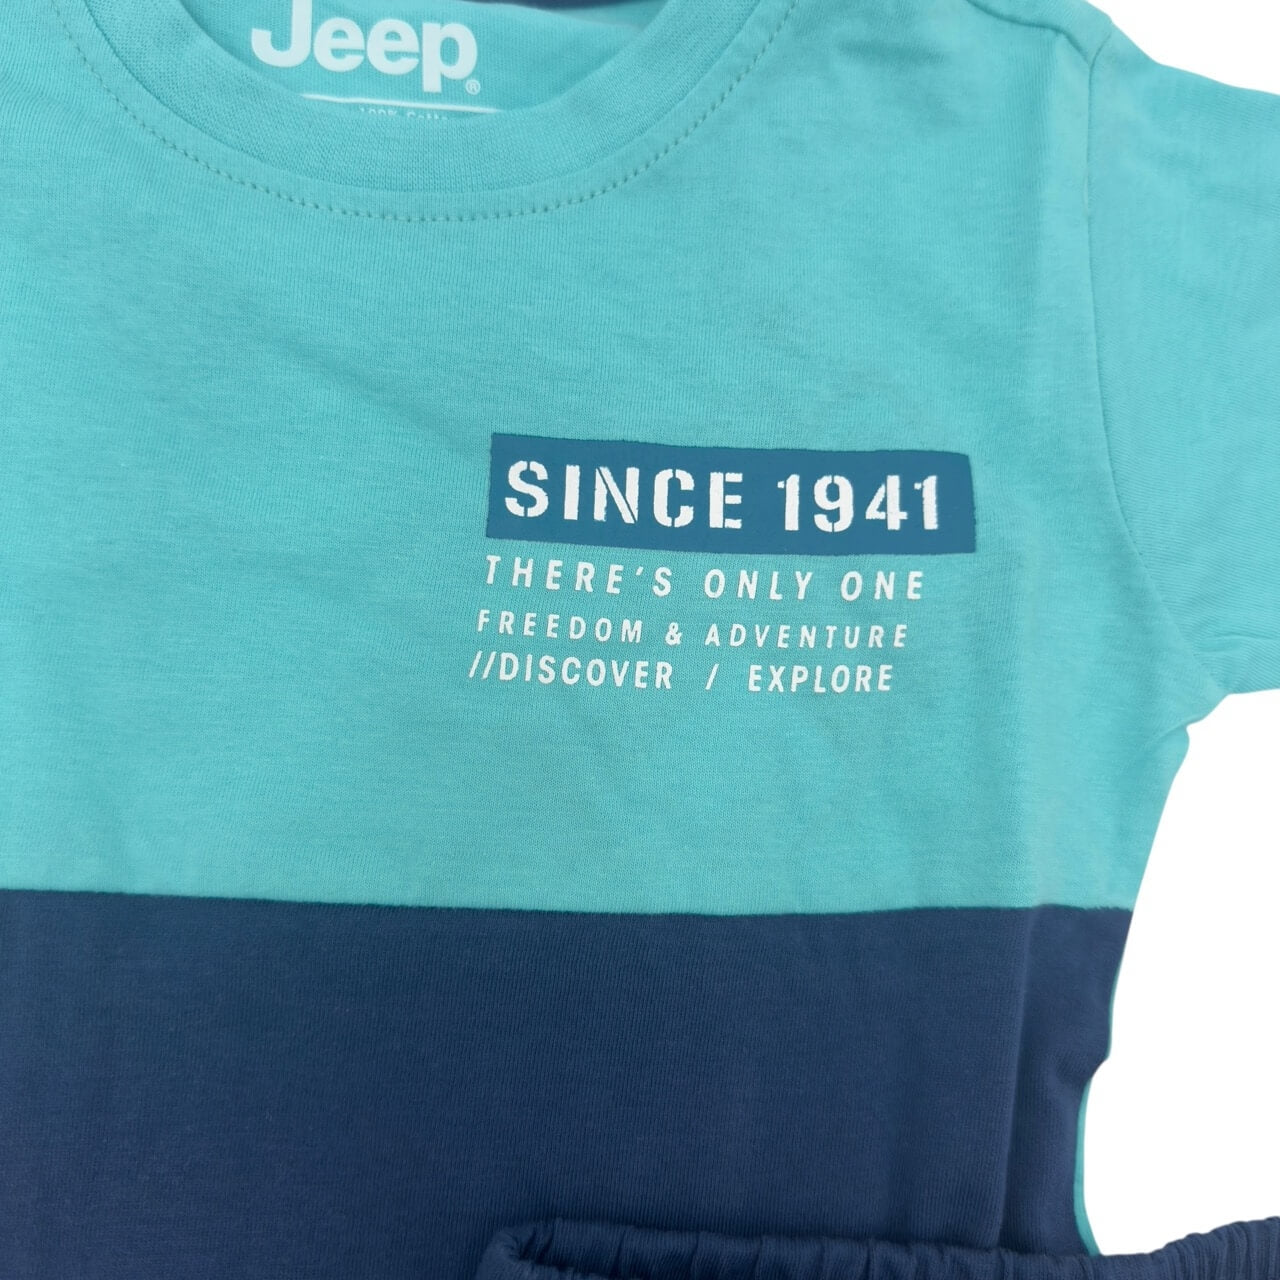 Jeep®
SINCE 1941
THERE'S ONLY ONE
FREEDOM & ADVENTURE
//DISCOVER / EXPLORE